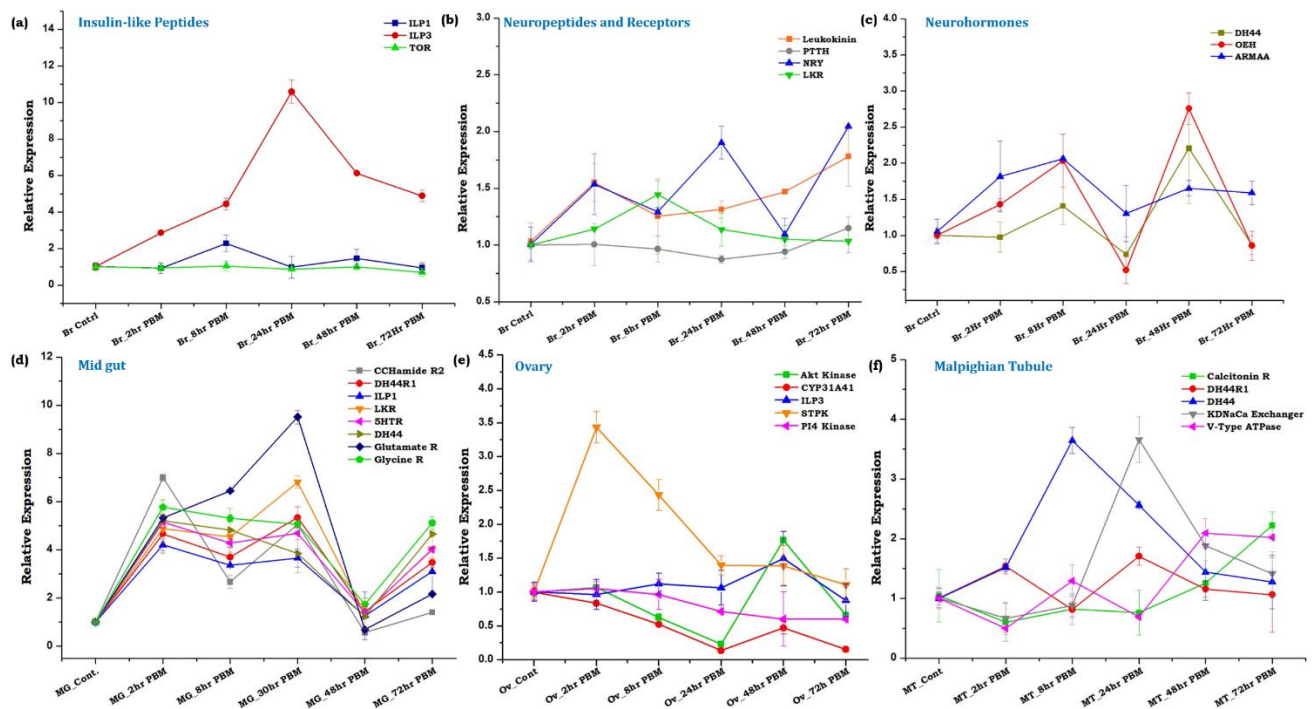 (a) Insulin-like Peptides
ILP1
ILP3
TOR
Relative Expression
14
12
10
8
6
4
2
0
Br Cntrl
Br_2hr PBM
Br_8hr PBM
Br_24hr PBM
Br_48hr PBM
Br_72Hr PBM
(b) Neuropeptides and Receptors
Leukokinin
PTTH
NRY
LKR
Relative Expression
3.0
2.5
2.0
1.5
1.0
0.5
Br Cntrl
Br_2hr PBM
Br_8hr PBM
Br_24hr PBM
Br_48hr PBM
Br_72hr PBM
(c) Neurohormones
DH44
OEH
ARMAA
Relative Expression
4.0
3.5
3.0
2.5
2.0
1.5
1.0
0.5
Br Cntrl
Br_2Hr PBM
Br_8Hr PBM
Br_24Hr PBM
Br_48Hr PBM
Br_72Hr PBM
(d) Mid gut
CCHamide R2
DH44R1
ILP1
LKR
5HTR
DH44
Glutamate R
Glycine R
Relative Expression
12
10
8
6
4
2
0
MG_Cont.
MG_2hr PBM
MG_8hr PBM
MG_30hr PBM
MG_48hr PBM
MG_72hr PBM
(e) Ovary
Akt Kinase
CYP31A41
ILP3
STPK
PI4 Kinase
Relative Expression
4.5
4.0
3.5
3.0
2.5
2.0
1.5
1.0
0.5
0.0
Ov_Cont
Ov_2hr PBM
Ov_8hr PBM
Ov_24hr PBM
Ov_48hr PBM
Ov_72h PBM
(f) Malpighian Tubule
Calcitonin R
DH44R1
DH44
KDNaCa Exchanger
V-Type ATPase
Relative Expression
5
4
3
2
1
0
MT_Cont
MT_2hr PBM
MT_8hr PBM
MT_24hr PBM
MT_48hr PBM
MT_72hr PBM